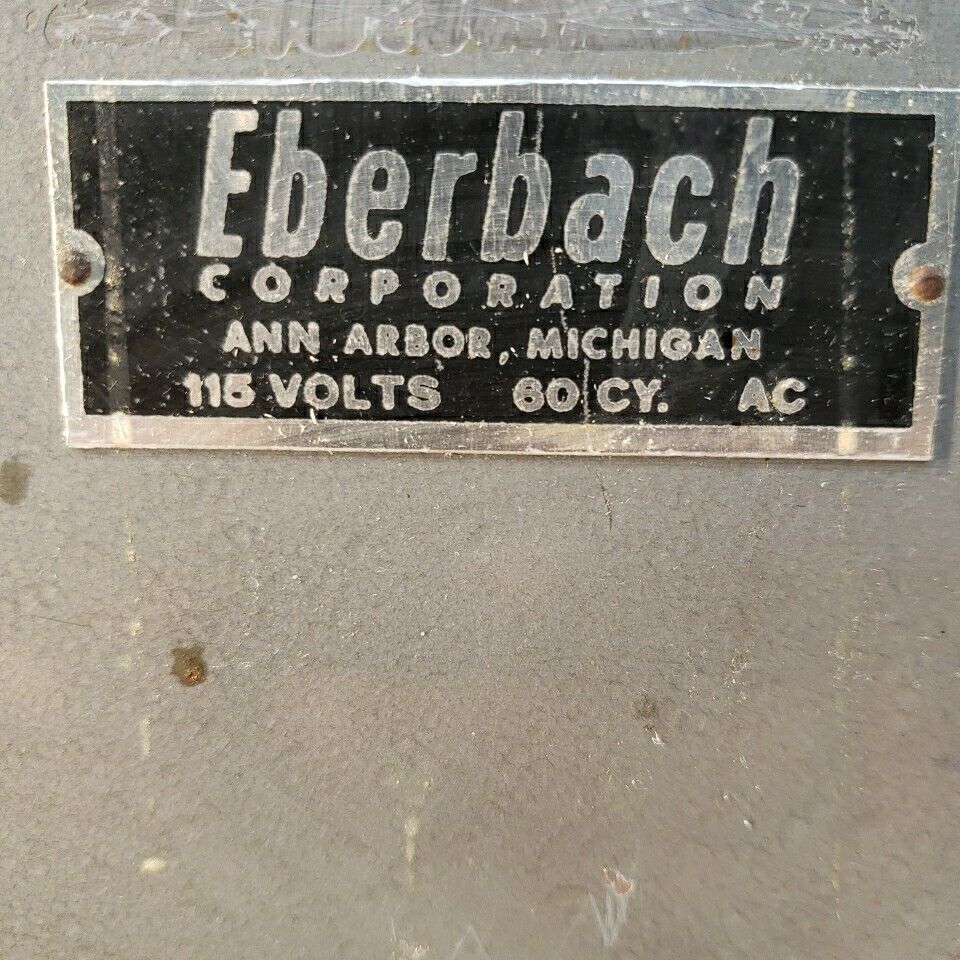 Eberbach
CORPORATION
ANN ARBOR, MICHIGAN
115 VOLTS 60 CY. AC